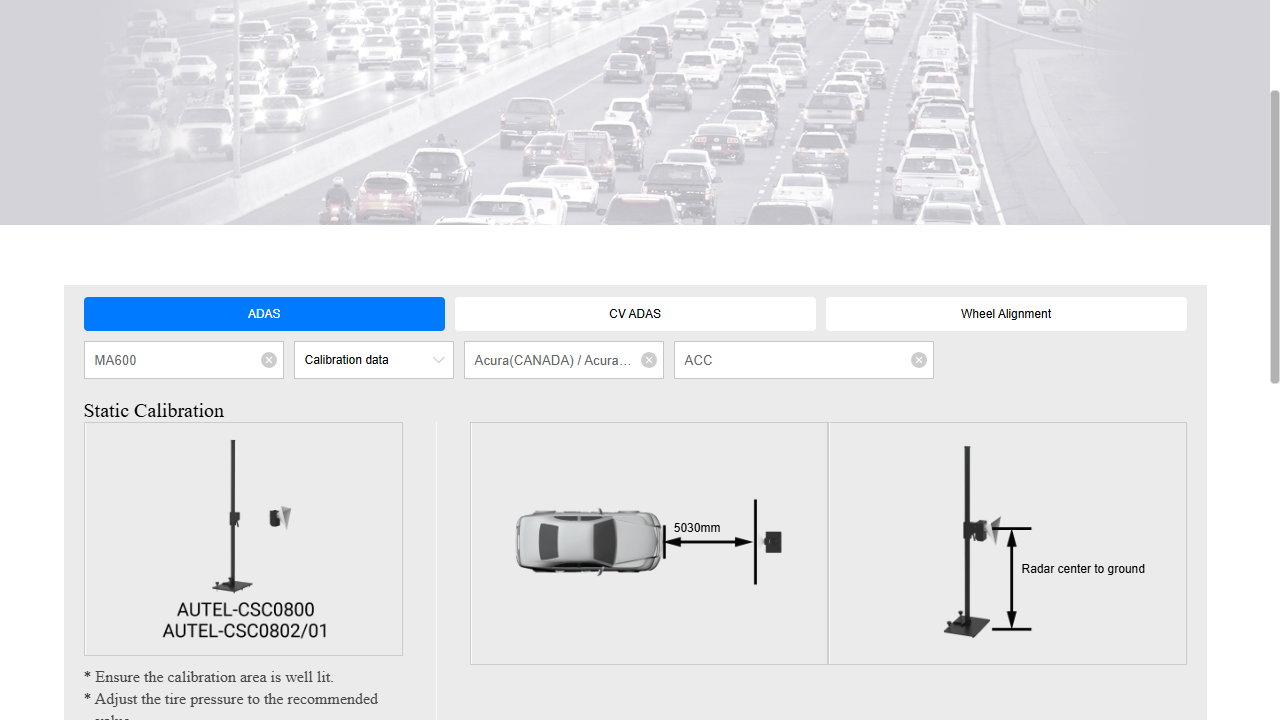 ADAS
CV ADAS
Wheel Alignment
MA600
Calibration data
Acura(CANADA) / Acura...
ACC
Static Calibration
AUTEL-CSC0800
AUTEL-CSC0802/01
5030mm
Radar center to ground
* Ensure the calibration area is well lit.
* Adjust the tire pressure to the recommended
value